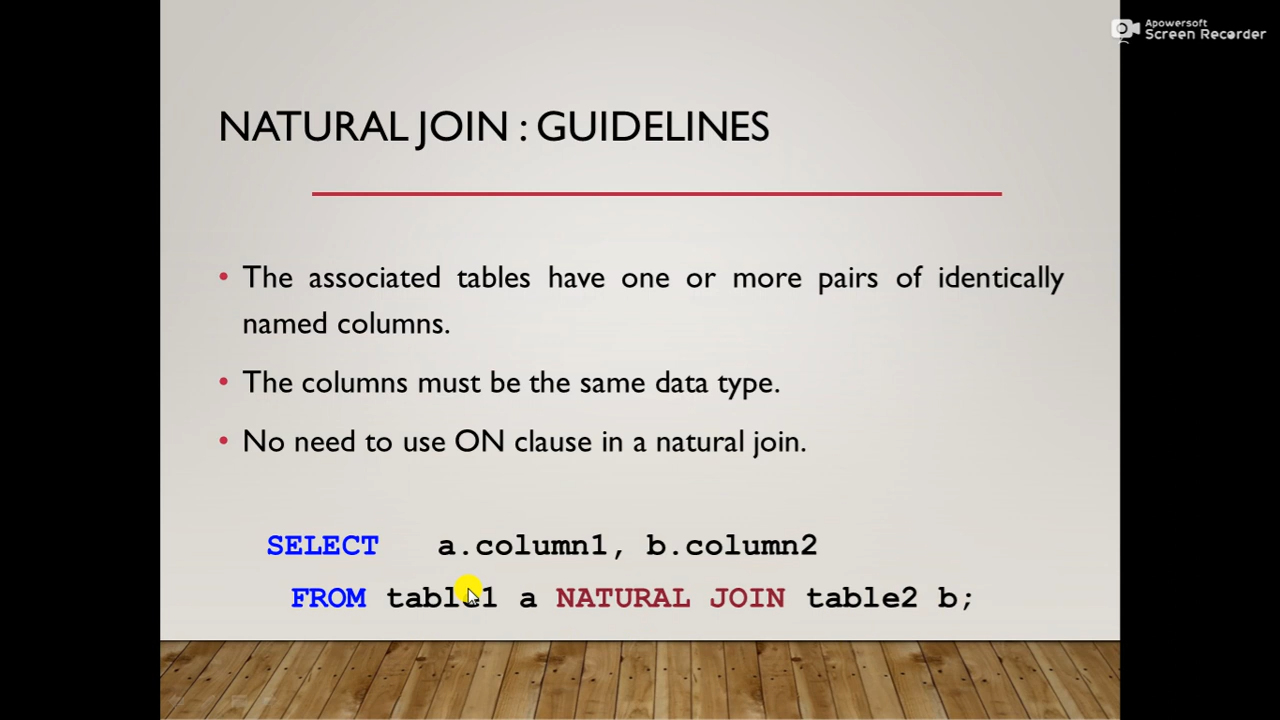 Apowersoft
Screen Recorder
NATURAL JOIN : GUIDELINES
• The associated tables have one or more pairs of identically
named columns.
• The columns must be the same data type.
• No need to use ON clause in a natural join.
SELECT a.column1, b.column2
FROM table1 a NATURAL JOIN table2 b;